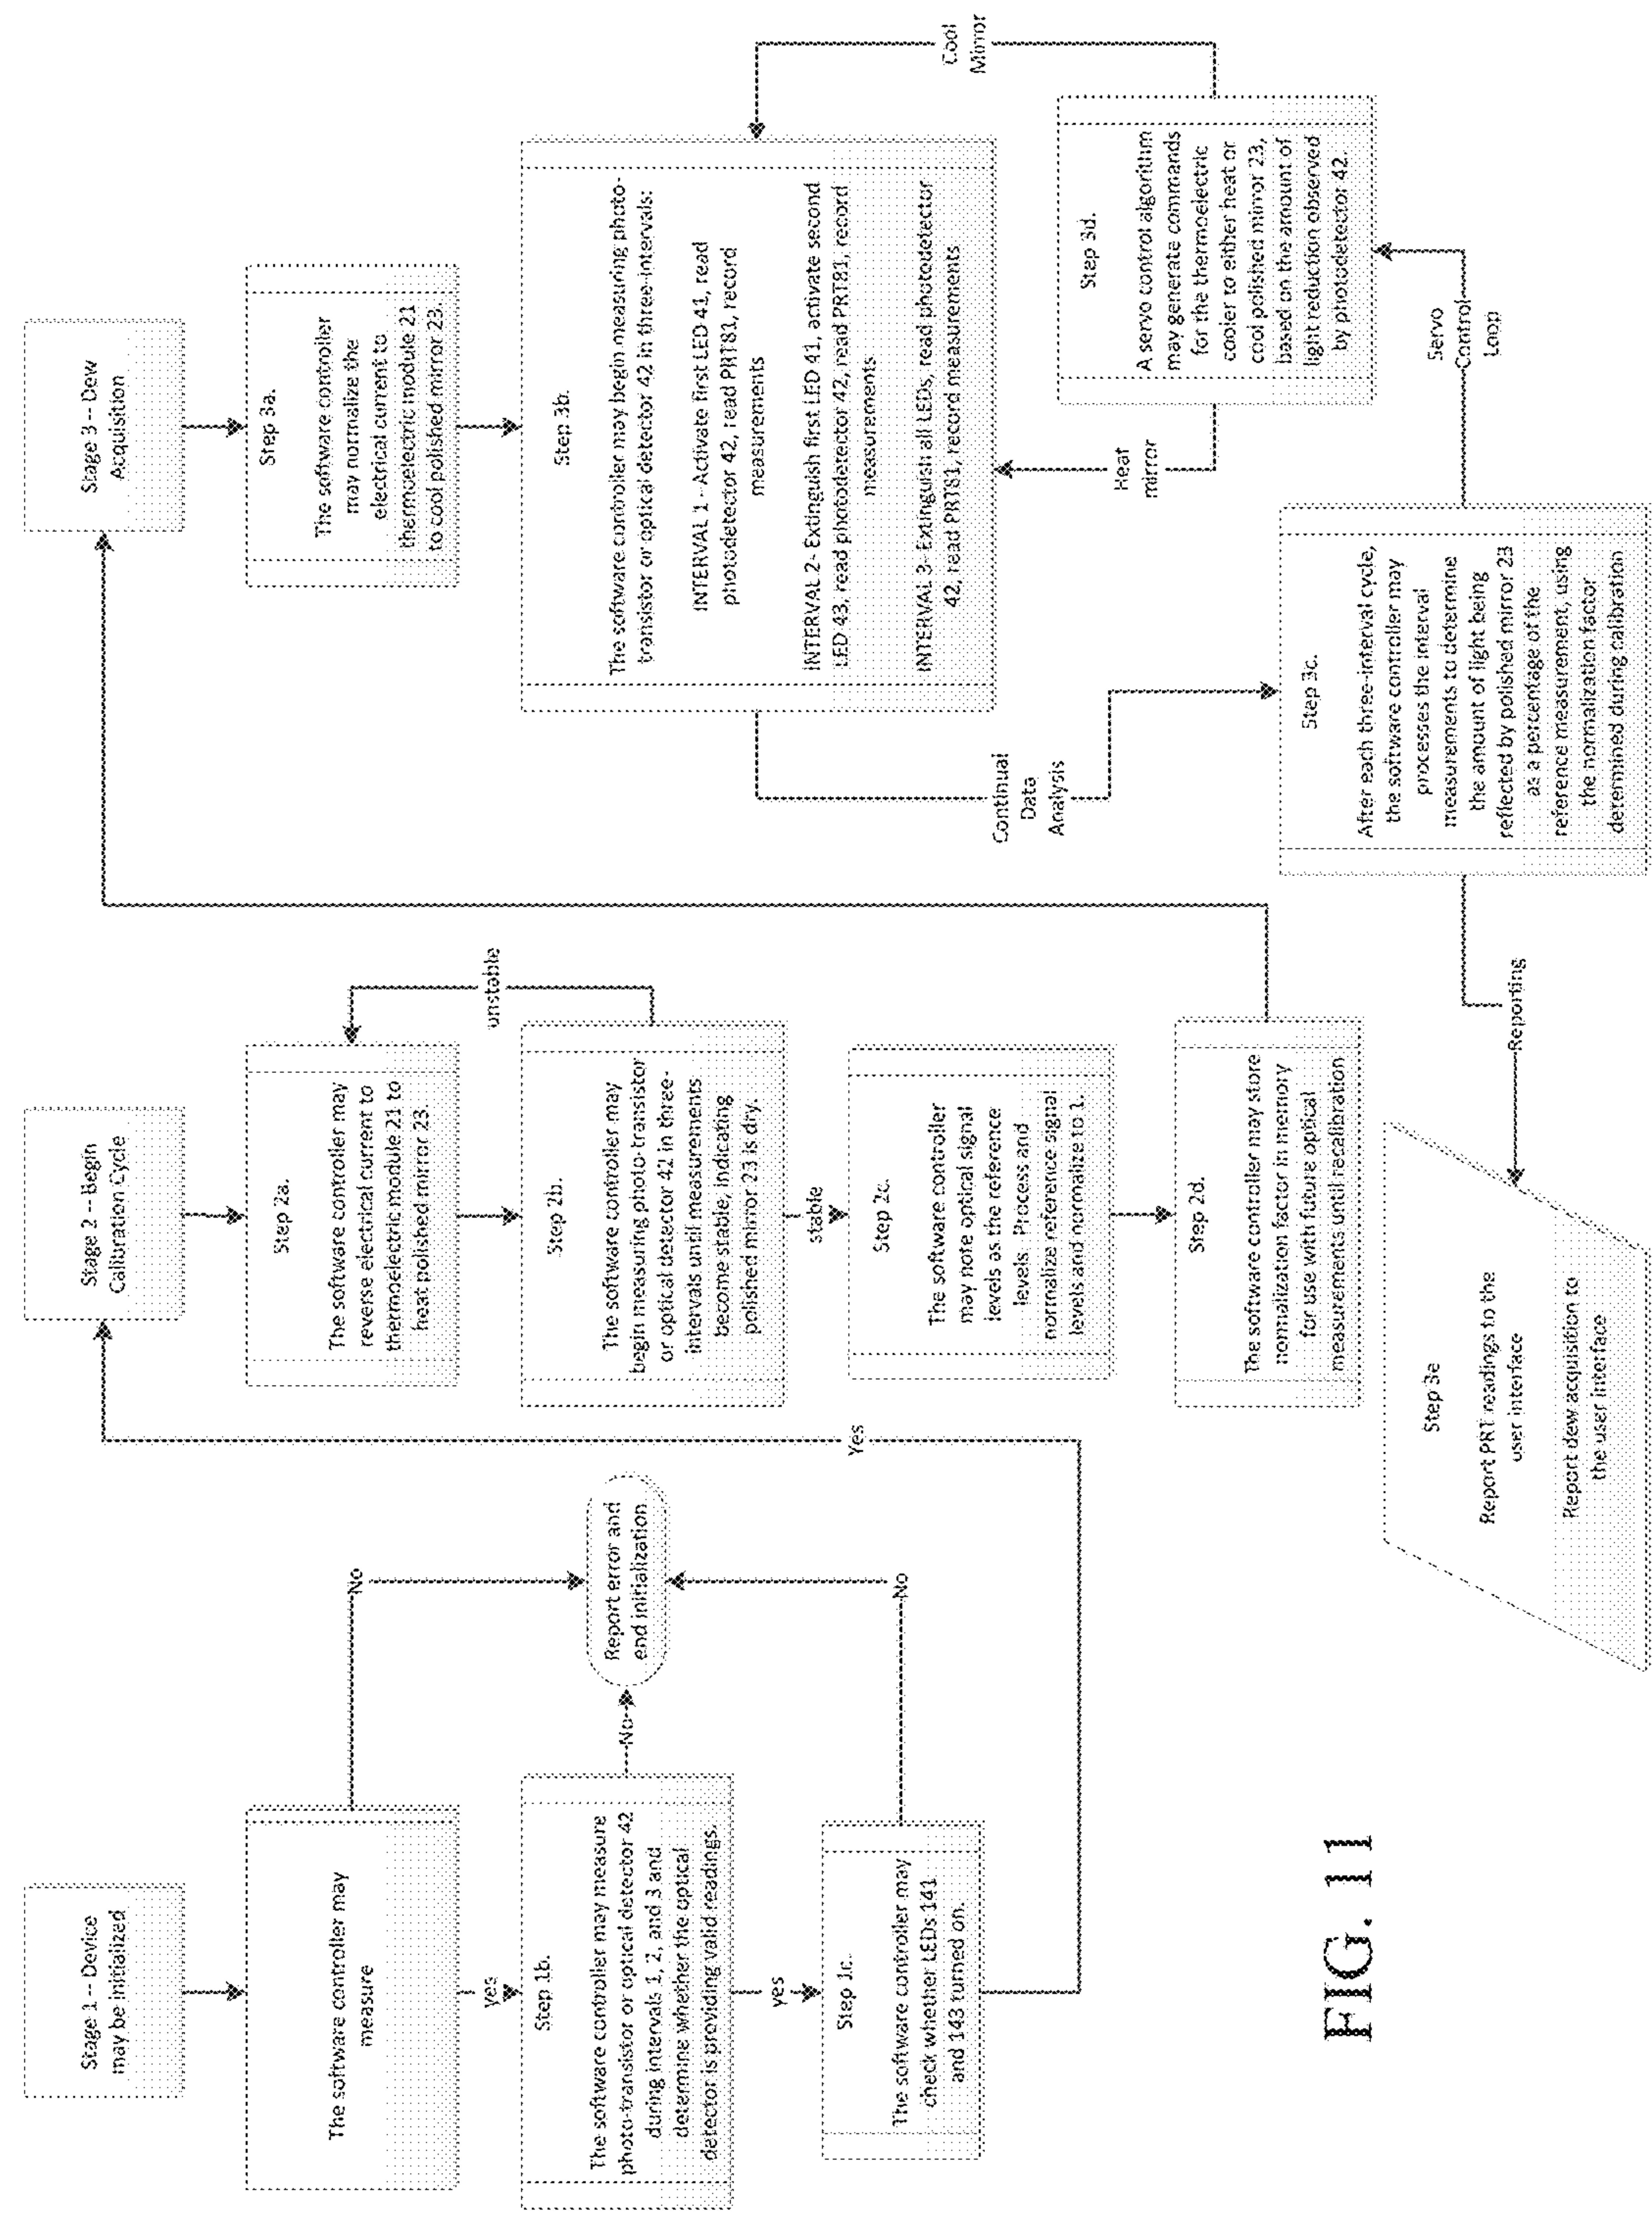 Stage 1 -- Device
may be initialized
The software controller may
measure
yes
No
Step 1b.
The software controller may measure
photo-transistor or optical detector 42
during intervals 1, 2, and 3 and
determine whether the optical
detector is providing valid readings.
No
yes
Step 1c.
The software controller may
check whether LEDs 141
and 143 turned on.
No
Report error and
end initialization
Yes
Stage 2 -- Begin
Calibration Cycle
Step 2a.
The software controller may
reverse electrical current to
thermoelectric module 21 to
heat polished mirror 23.
unstable
Step 2b.
The software controller may
begin measuring photo-transistor
or optical detector 42 in three-
intervals until measurements
become stable, indicating
polished mirror 23 is dry.
stable
Step 2c.
The software controller
may note optical signal
levels as the reference
levels. Process and
normalize reference signal
levels and normalize to 1.
Step 2d.
The software controller may store
normalization factor in memory
for use with future optical
measurements until recalibration
Stage 3 -- Dew
Acquisition
Step 3a.
The software controller
may normalize the
electrical current to
thermoelectric module 21
to cool polished mirror 23.
Step 3b.
The software controller may begin measuring photo-
transistor or optical detector 42 in three-intervals:
INTERVAL 1 - Activate first LED 41, read
photodetector 42, read PRT81, record
measurements
INTERVAL 2 - Extinguish first LED 41, activate second
LED 43, read photodetector 42, read PRT81, record
measurements
INTERVAL 3 - Extinguish all LEDs, read photodetector
42, read PRT81, record measurements
Continual
Data
Analysis
Step 3c.
After each three-interval cycle,
the software controller may
processes the interval
measurements to determine
the amount of light being
reflected by polished mirror 23
as a percentage of the
reference measurement, using
the normalization factor
determined during calibration
Servo
Control
Loop
Step 3d.
A servo control algorithm
may generate commands
for the thermoelectric
cooler to either heat or
cool polished mirror 23,
based on the amount of
light reduction observed
by photodetector 42.
Heat
mirror
Cool
Mirror
Reporting
Step 3e
Report PRT readings to the
user interface
Report dew acquisition to
the user interface
FIG. 11